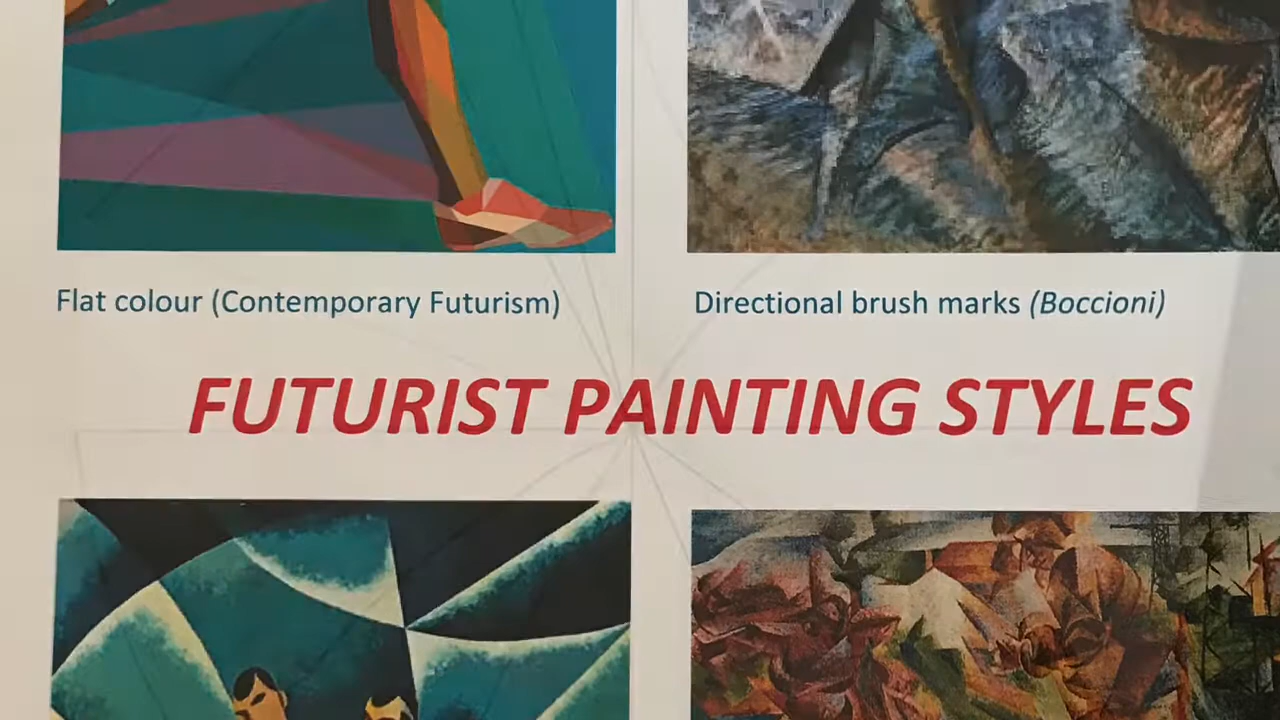 Flat colour (Contemporary Futurism)
Directional brush marks (Boccioni)
FUTURIST PAINTING STYLES